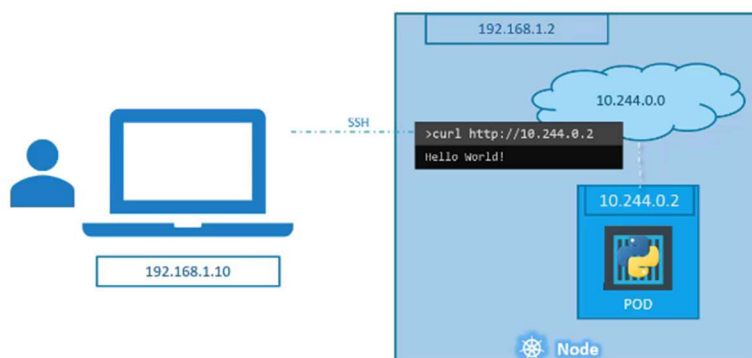 192.168.1.2
10.244.0.0
SSH
>curl http://10.244.0.2
Hello World!
10.244.0.2
192.168.1.10
POD
Node